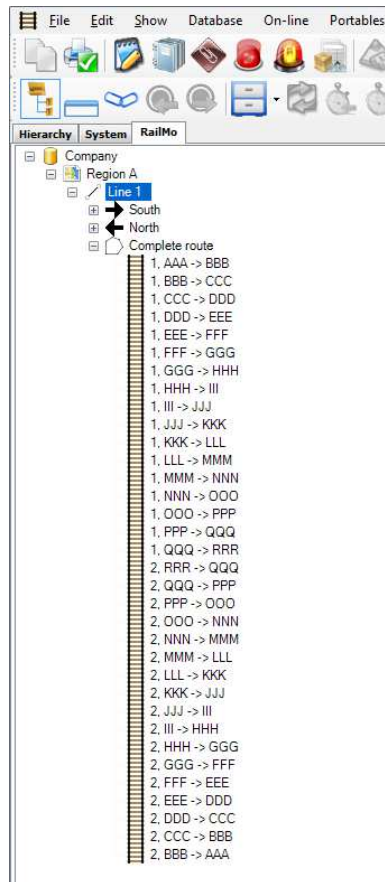 File Edit Show Database On-line Portables
Hierarchy System RailMo
Company
Region A
Line 1
South
North
Complete route
1, AAA -> BBB
1, BBB -> CCC
1, CCC -> DDD
1, DDD -> EEE
1, EEE -> FFF
1, FFF -> GGG
1, GGG -> HHH
1, HHH -> III
1, III -> JJJ
1, JJJ -> KKK
1, KKK -> LLL
1, LLL -> MMM
1, MMM -> NNN
1, NNN -> OOO
1, OOO -> PPP
1, PPP -> QQQ
1, QQQ -> RRR
2, RRR -> QQQ
2, QQQ -> PPP
2, PPP -> OOO
2, OOO -> NNN
2, NNN -> MMM
2, MMM -> LLL
2, LLL -> KKK
2, KKK -> JJJ
2, JJJ -> III
2, III -> HHH
2, HHH -> GGG
2, GGG -> FFF
2, FFF -> EEE
2, EEE -> DDD
2, DDD -> CCC
2, CCC -> BBB
2, BBB -> AAA